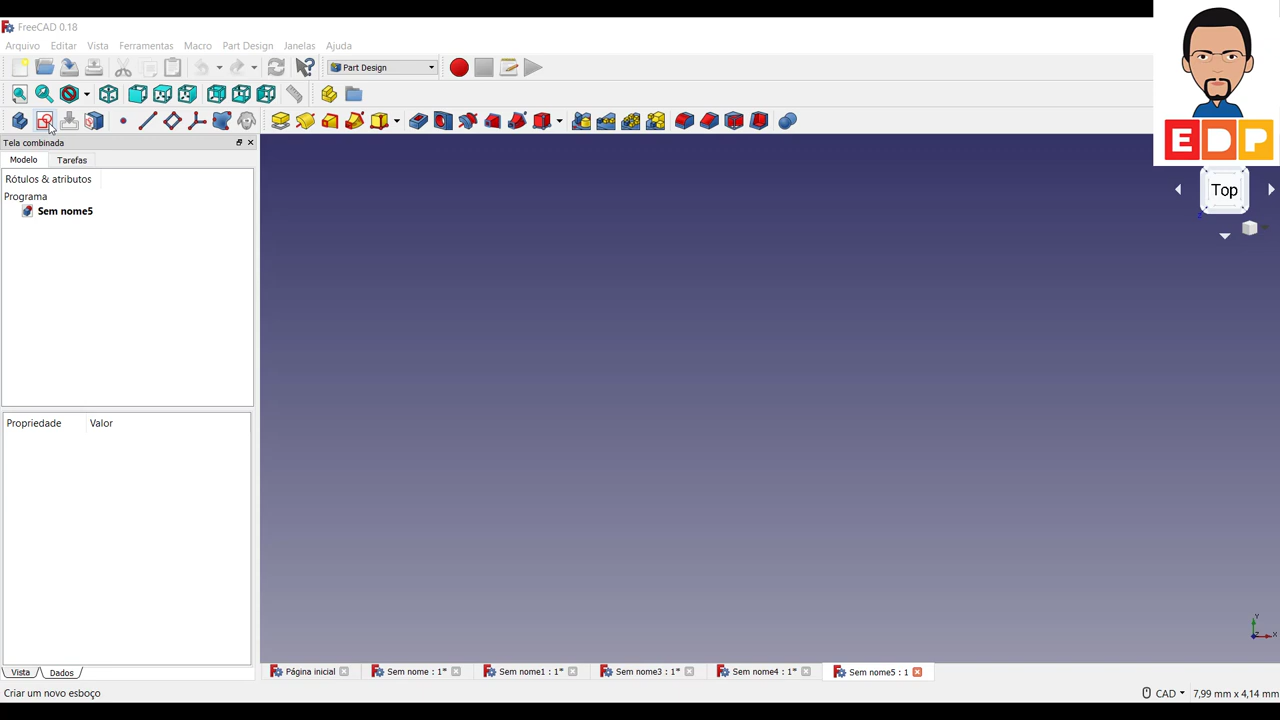 FreeCAD 0.18
Arquivo Editar Vista Ferramentas Macro Part Design Janelas Ajuda
Part Design
EDP
Tela combinada
Modelo Tarefas
Rótulos & atributos
Programa
Sem nome5
Top
Z
Propriedade Valor
Y
X
Vista Dados
Página inicial Sem nome : 1* Sem nome1 : 1* Sem nome3 : 1* Sem nome4 : 1* Sem nome5 : 1
Criar um novo esboço CAD 7,99 mm x 4,14 mm